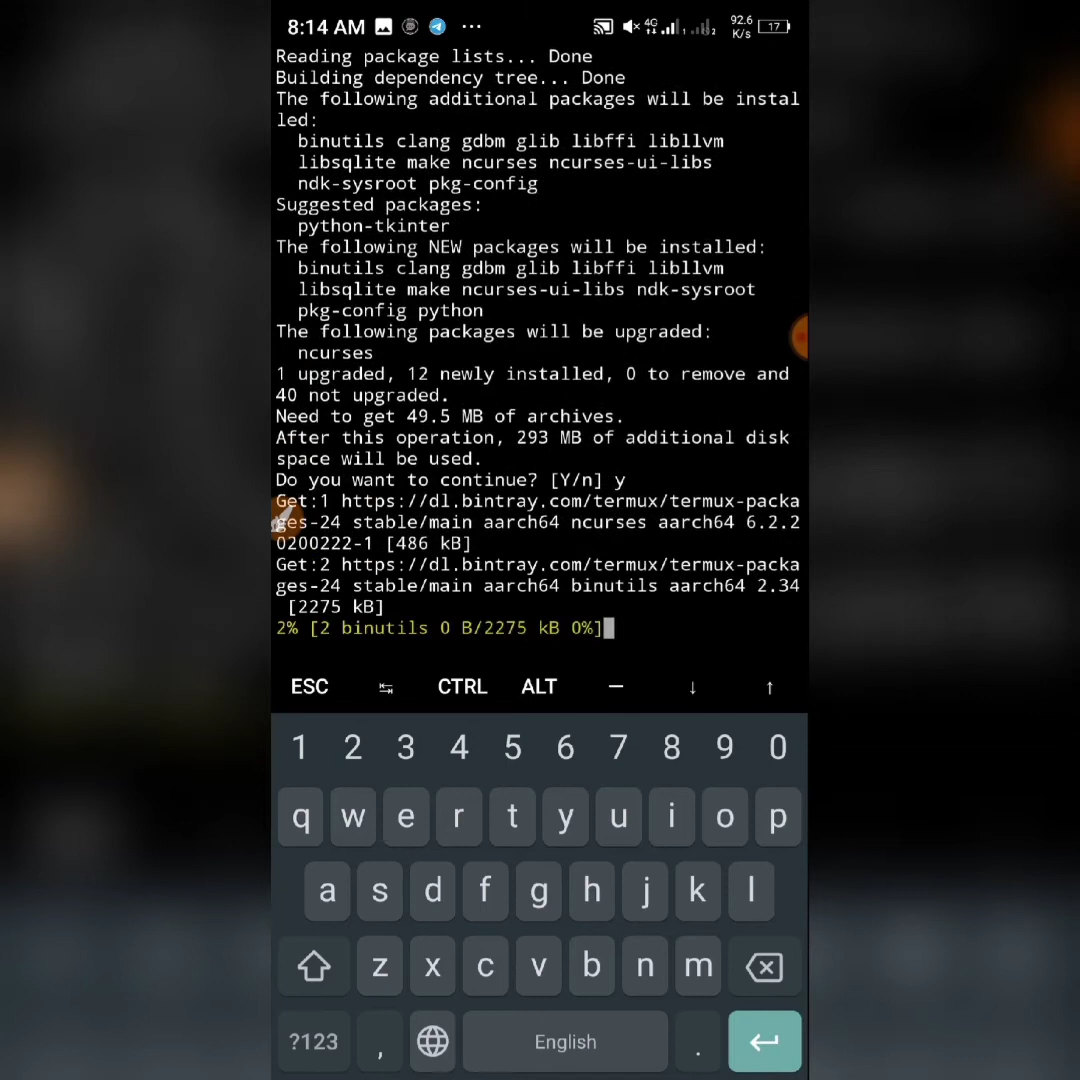 8:14 AM ... 4G 1 2 92.6 K/s 17
Reading package lists... Done
Building dependency tree... Done
The following additional packages will be instal
led:
binutils clang gdbm glib libffi libllvm
libsqlite make ncurses ncurses-ui-libs
ndk-sysroot pkg-config
Suggested packages:
python-tkinter
The following NEW packages will be installed:
binutils clang gdbm glib libffi libllvm
libsqlite make ncurses-ui-libs ndk-sysroot
pkg-config python
The following packages will be upgraded:
ncurses
1 upgraded, 12 newly installed, 0 to remove and
40 not upgraded.
Need to get 49.5 MB of archives.
After this operation, 293 MB of additional disk
space will be used.
Do you want to continue? [Y/n] y
Get:1 https://dl.bintray.com/termux/termux-packa
ges-24 stable/main aarch64 ncurses aarch64 6.2.2
0200222-1 [486 kB]
Get:2 https://dl.bintray.com/termux/termux-packa
ges-24 stable/main aarch64 binutils aarch64 2.34
[2275 kB]
2% [2 binutils 0 B/2275 kB 0%]
ESC ↹ CTRL ALT — ↓ ↑
1 2 3 4 5 6 7 8 9 0
q w e r t y u i o p
a s d f g h j k l
z x c v b n m
?123 , English .